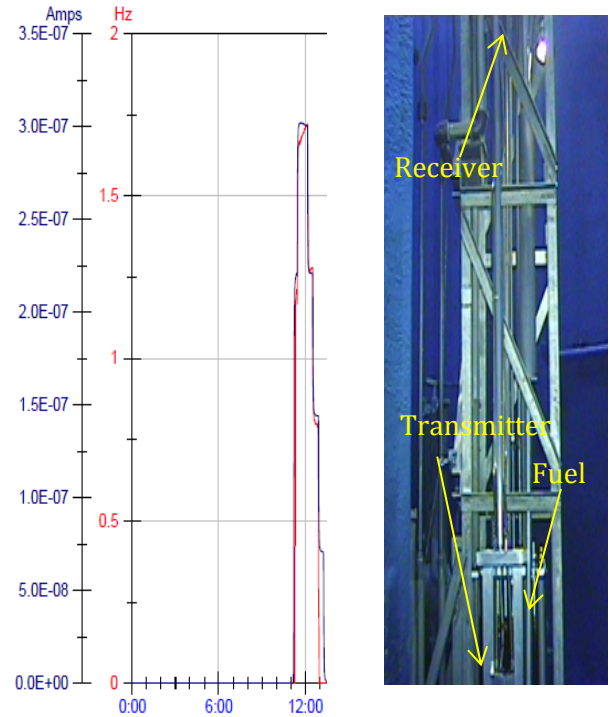 Amps
Hz
3.5E-07
3.0E-07
2.5E-07
2.0E-07
1.5E-07
1.0E-07
5.0E-08
0.0E+00
2
1.5
1
0.5
0
0:00
6:00
12:00
Receiver
Transmitter
Fuel